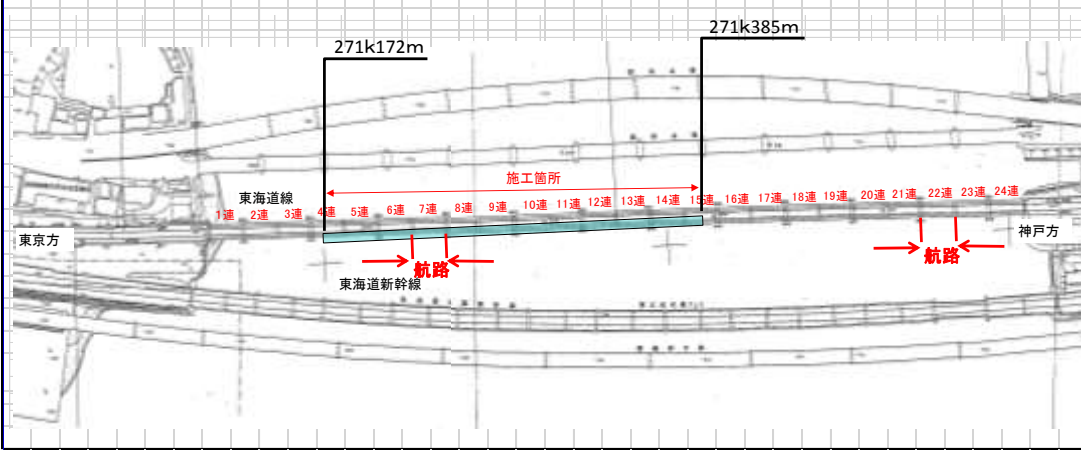 271k172m
271k385m
施工箇所
東海道線
1連 2連 3連 4連 5連 6連 7連 8連 9連 10連 11連 12連 13連 14連 15連 16連 17連 18連 19連 20連 21連 22連 23連 24連
東京方
神戸方
航路
航路
東海道新幹線